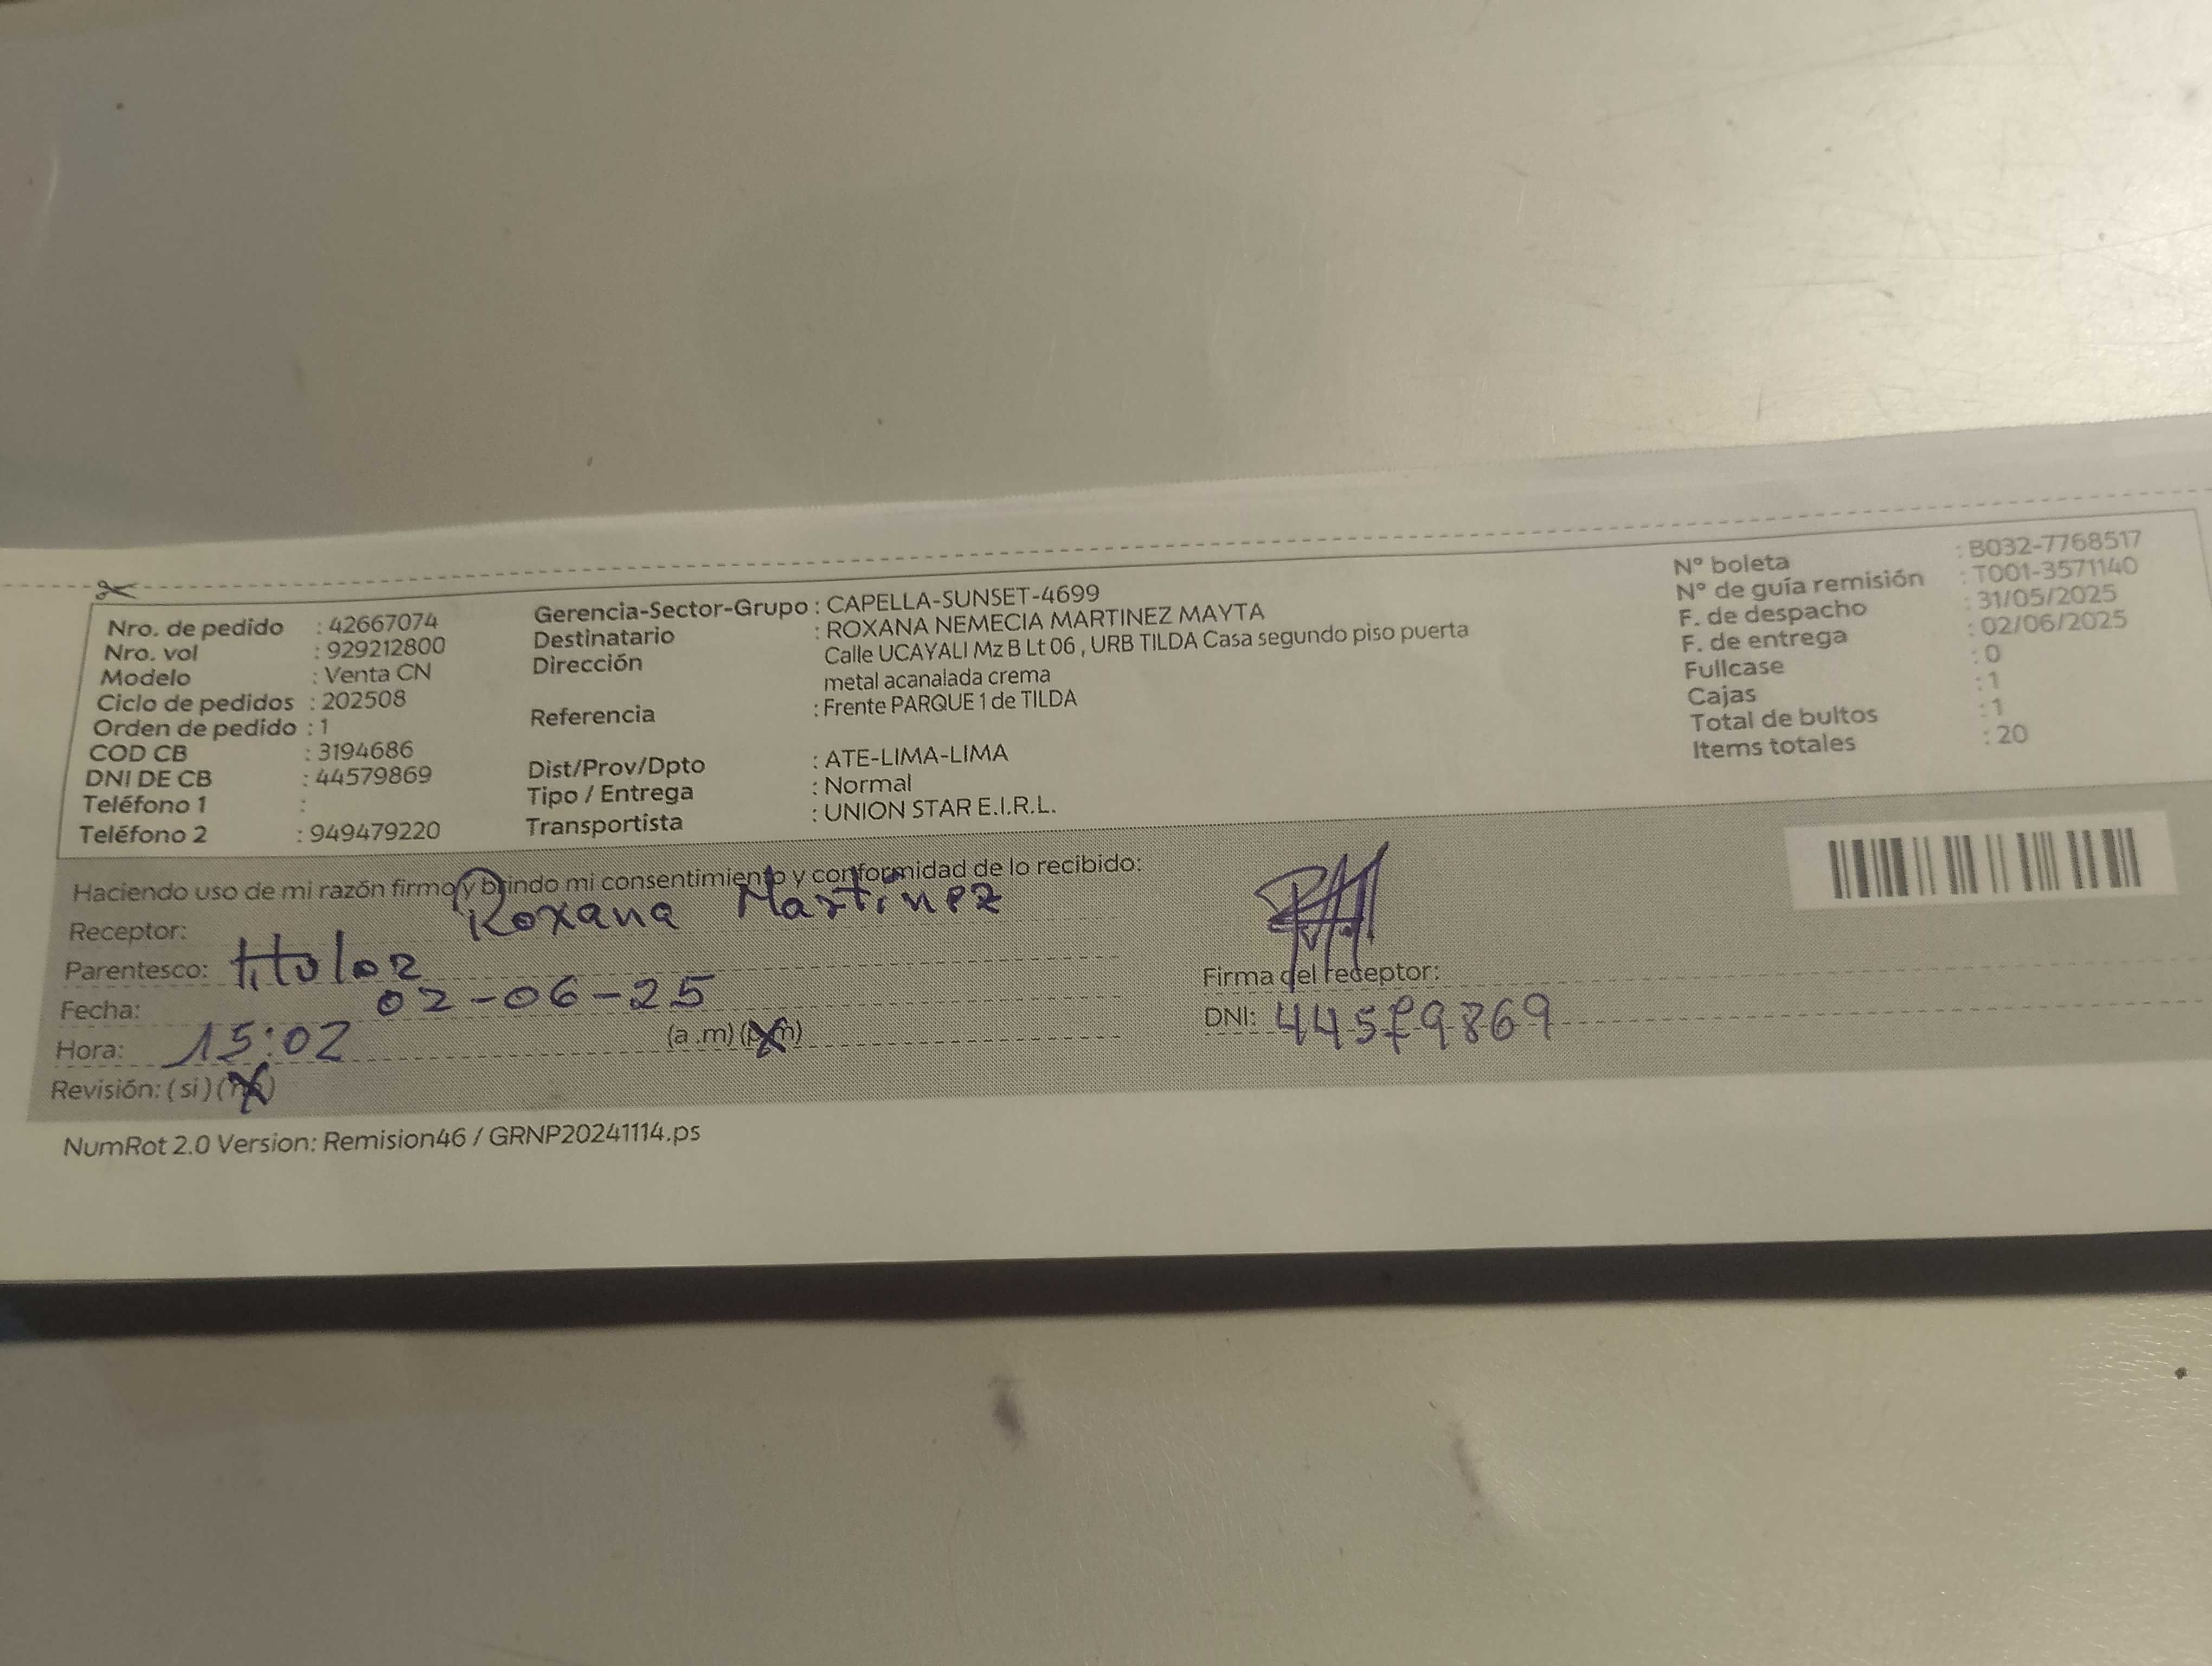 Nro. de pedido : 42667074
Nro. vol : 929212800
Modelo : Venta CN
Ciclo de pedidos : 202508
Orden de pedido : 1
COD CB : 3194686
DNI DE CB : 44579869
Teléfono 1 :
Teléfono 2 : 949479220
Gerencia-Sector-Grupo : CAPELLA-SUNSET-4699
Destinatario : ROXANA NEMECIA MARTINEZ MAYTA
Dirección Calle UCAYALI Mz B Lt 06 , URB TILDA Casa segundo piso puerta
metal acanalada crema
Referencia : Frente PARQUE 1 de TILDA
Dist/Prov/Dpto : ATE-LIMA-LIMA
Tipo / Entrega : Normal
Transportista : UNION STAR E.I.R.L.
N° boleta : B032-7768517
N° de guía remisión : T001-3571140
F. de despacho : 31/05/2025
F. de entrega : 02/06/2025
Fullcase : 0
Cajas : 1
Total de bultos : 1
Items totales : 20
Haciendo uso de mi razón firmo y brindo mi consentimiento y conformidad de lo recibido:
Receptor: Roxana Martinez
Parentesco: titular
Fecha: 02-06-25
Hora: 15:02 (a.m) (p.m)
Revisión: (si) (no)
Firma del receptor:
DNI: 44579869
NumRot 2.0 Version: Remision46 / GRNP20241114.ps